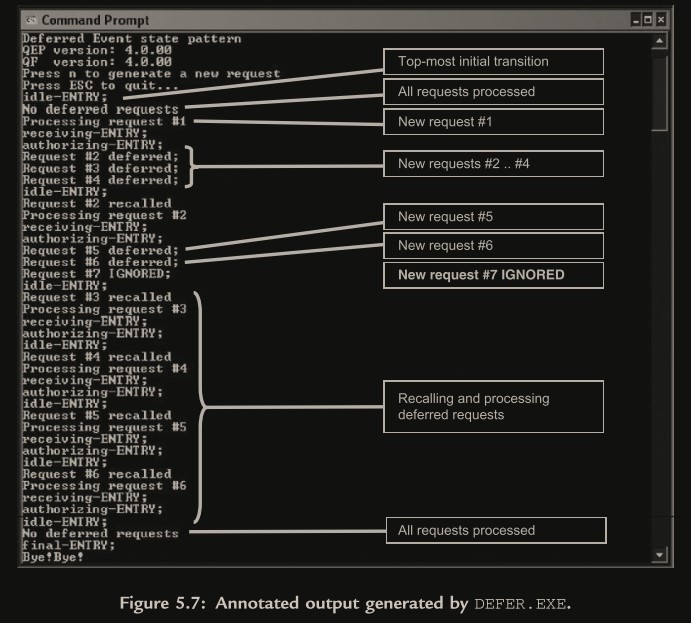 Command Prompt
Deferred Event state pattern
QEP version: 4.0.00
QF version: 4.0.00
Press n to generate a new request
Press ESC to quit...
idle-ENTRY;
No deferred requests
Processing request #1
receiving-ENTRY;
authorizing-ENTRY;
Request #2 deferred;
Request #3 deferred;
Request #4 deferred;
idle-ENTRY;
Request #2 recalled
Processing request #2
receiving-ENTRY;
authorizing-ENTRY;
Request #5 deferred;
Request #6 deferred;
Request #7 IGNORED;
idle-ENTRY;
Request #3 recalled
Processing request #3
receiving-ENTRY;
authorizing-ENTRY;
idle-ENTRY;
Request #4 recalled
Processing request #4
receiving-ENTRY;
authorizing-ENTRY;
idle-ENTRY;
Request #5 recalled
Processing request #5
receiving-ENTRY;
authorizing-ENTRY;
idle-ENTRY;
Request #6 recalled
Processing request #6
receiving-ENTRY;
authorizing-ENTRY;
idle-ENTRY;
No deferred requests
final-ENTRY;
Bye!Bye!
Top-most initial transition
All requests processed
New request #1
New requests #2 .. #4
New request #5
New request #6
New request #7 IGNORED
Recalling and processing
deferred requests
All requests processed
Figure 5.7: Annotated output generated by DEFER.EXE.